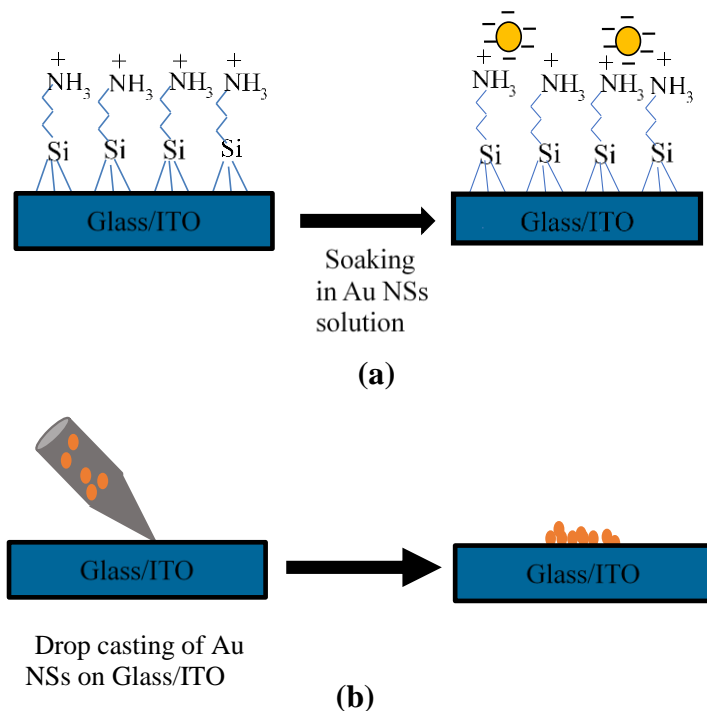 + + + +
NH3 NH3 NH3 NH3
Si Si Si Si
Glass/ITO
Soaking
in Au NSs
solution
− − − − − − − − − − − −
+ + + +
NH3 NH3 NH3 NH3
Si Si Si Si
Glass/ITO
(a)
Glass/ITO
Drop casting of Au
NSs on Glass/ITO
Glass/ITO
(b)